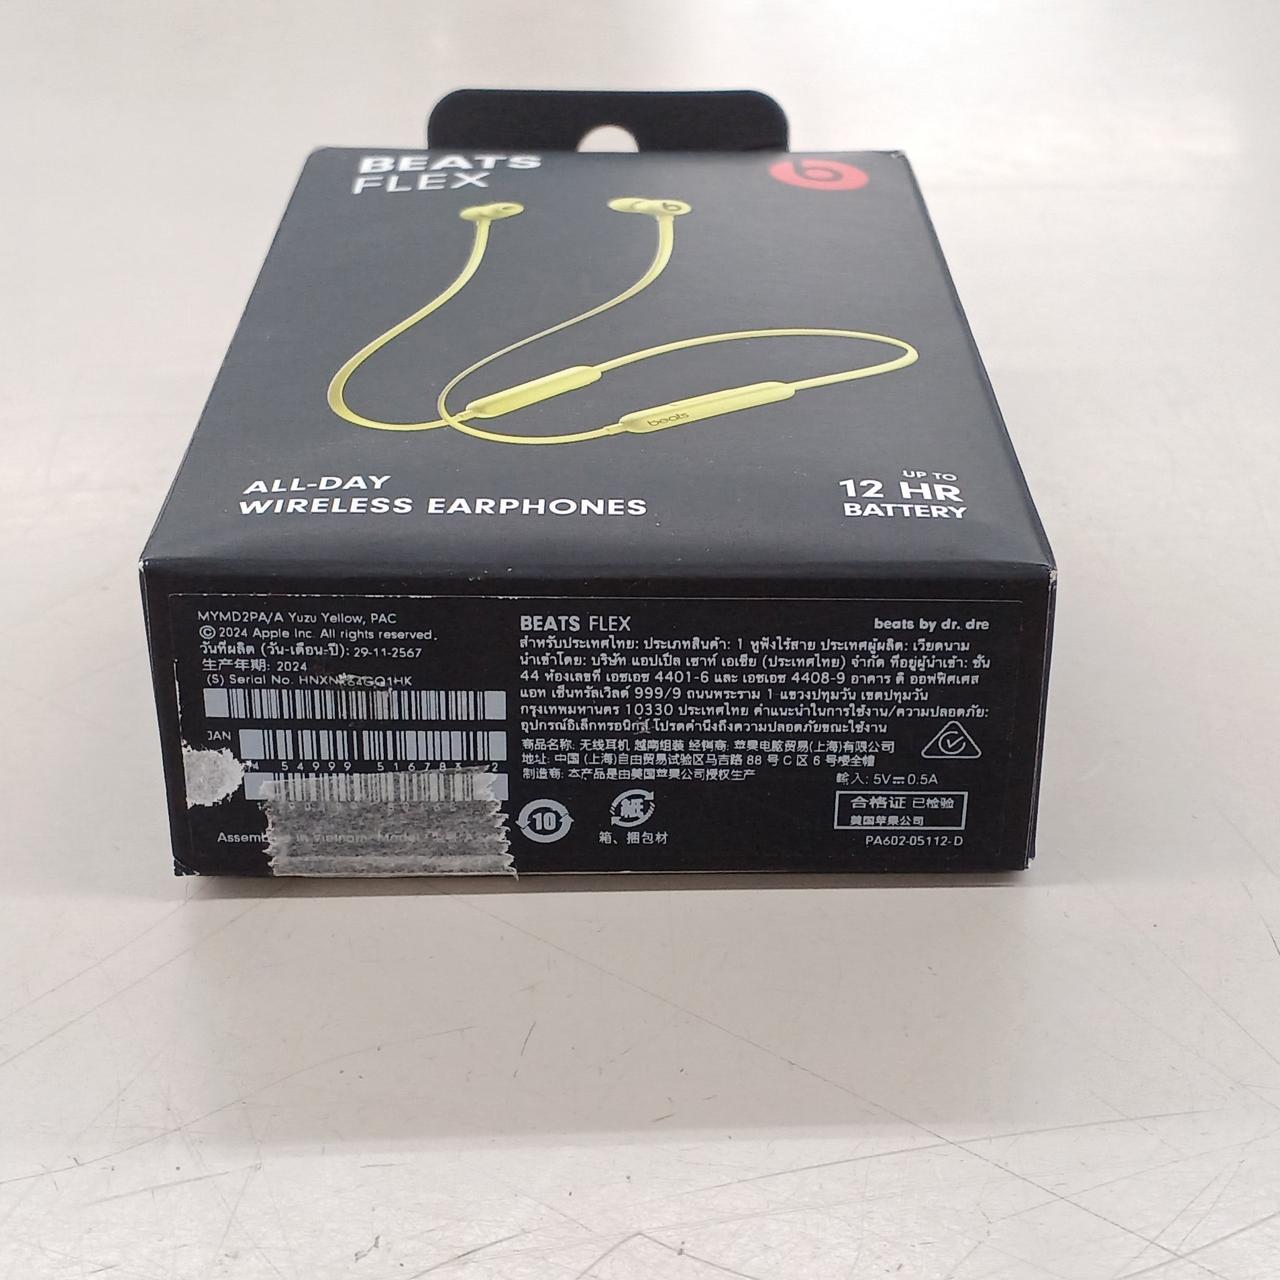 BEATS
FLEX
beats
ALL-DAY
WIRELESS EARPHONES
UP TO
12 HR
BATTERY
MYMD2PA/A Yuzu Yellow, PAC
© 2024 Apple Inc. All rights reserved.
วันที่ผลิต (วัน-เดือน-ปี): 29-11-2567
生产年期: 2024
(S) Serial No.
JAN
54999
in Vietnam
BEATS FLEX
beats by dr. dre
สำหรับประเทศไทย: ประเภทสินค้า: 1 หูฟังไร้สาย ประเทศผู้ผลิต: เวียดนาม
นำเข้าโดย: บริษัท แอปเปิ้ล เซาท์ เอเชีย (ประเทศไทย) จำกัด ที่อยู่ผู้นำเข้า: ชั้น
44 ห้องเลขที่ เอชเอช 4401-6 และ เอชเอช 4408-9 อาคาร ดิ ออฟฟิศเศส
แอท เซ็นทรัลเวิลด์ 999/9 ถนนพระราม 1 แขวงปทุมวัน เขตปทุมวัน
กรุงเทพมหานคร 10330 ประเทศไทย คำแนะนำในการใช้งาน/ความปลอดภัย:
อุปกรณ์อิเล็กทรอนิกส์ โปรดคำนึงถึงความปลอดภัยขณะใช้งาน
商品名称: 无线耳机 越南组装 经销商: 苹果电脑贸易(上海)有限公司
地址: 中国 (上海)自由贸易试验区马吉路 88 号 C 区 6 号楼全幢
制造商: 本产品是由美国苹果公司授权生产
輸入: 5V⎓0.5A
10
紙
箱、捆包材
合格证 已检验
美国苹果公司
PA602-05112-D